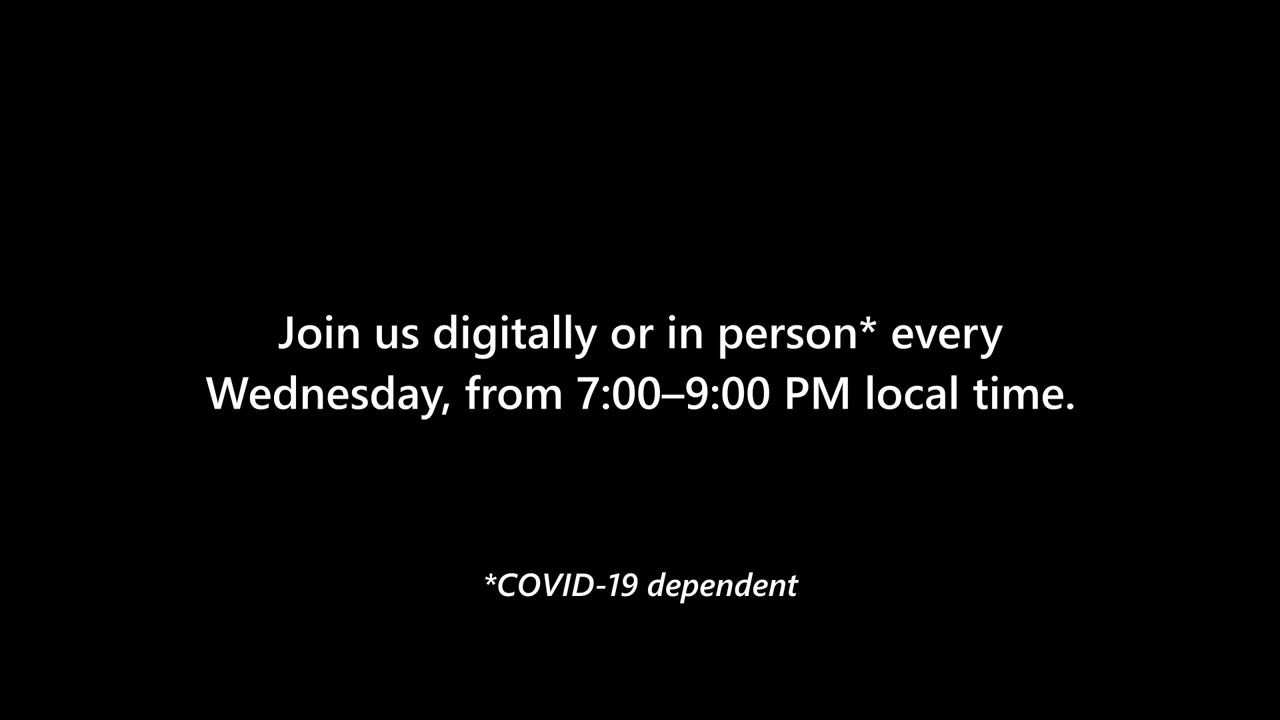 Join us digitally or in person* every
Wednesday, from 7:00–9:00 PM local time.
*COVID-19 dependent